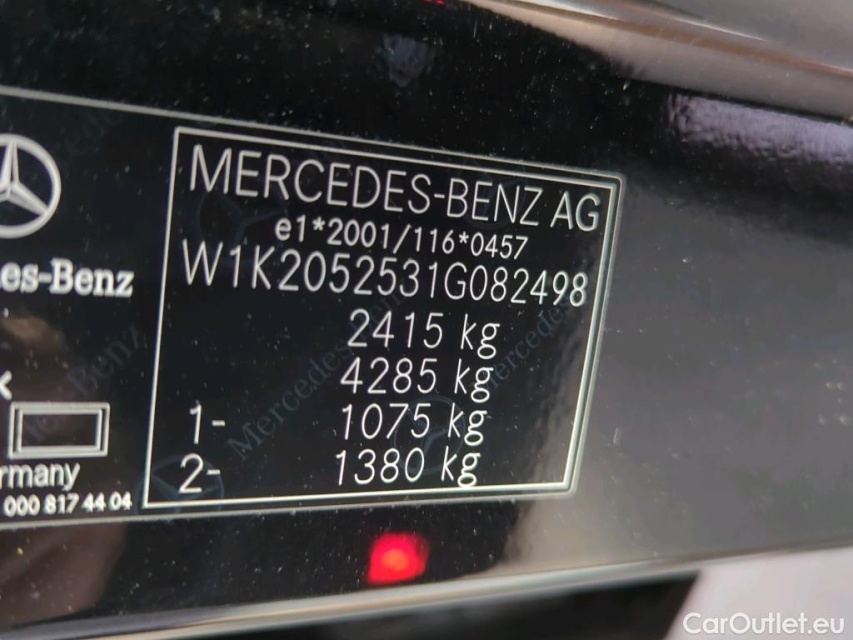 MERCEDES-BENZ AG
e1*2001/116*0457
W1K2052531G082498
2415 kg
4285 kg
1- 1075 kg
2- 1380 kg
es-Benz
rmany
000 817 44 04
CarOutlet.eu